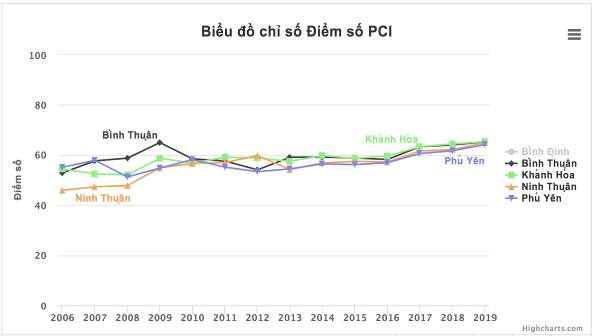 Biểu đồ chỉ số Điểm số PCI
Điểm số
100
80
60
40
20
0
Bình Thuận
Khánh Hòa
Ninh Thuận
Phú Yên
2006 2007 2008 2009 2010 2011 2012 2013 2014 2015 2016 2017 2018 2019
Bình Định
Bình Thuận
Khánh Hòa
Ninh Thuận
Phú Yên
Highcharts.com